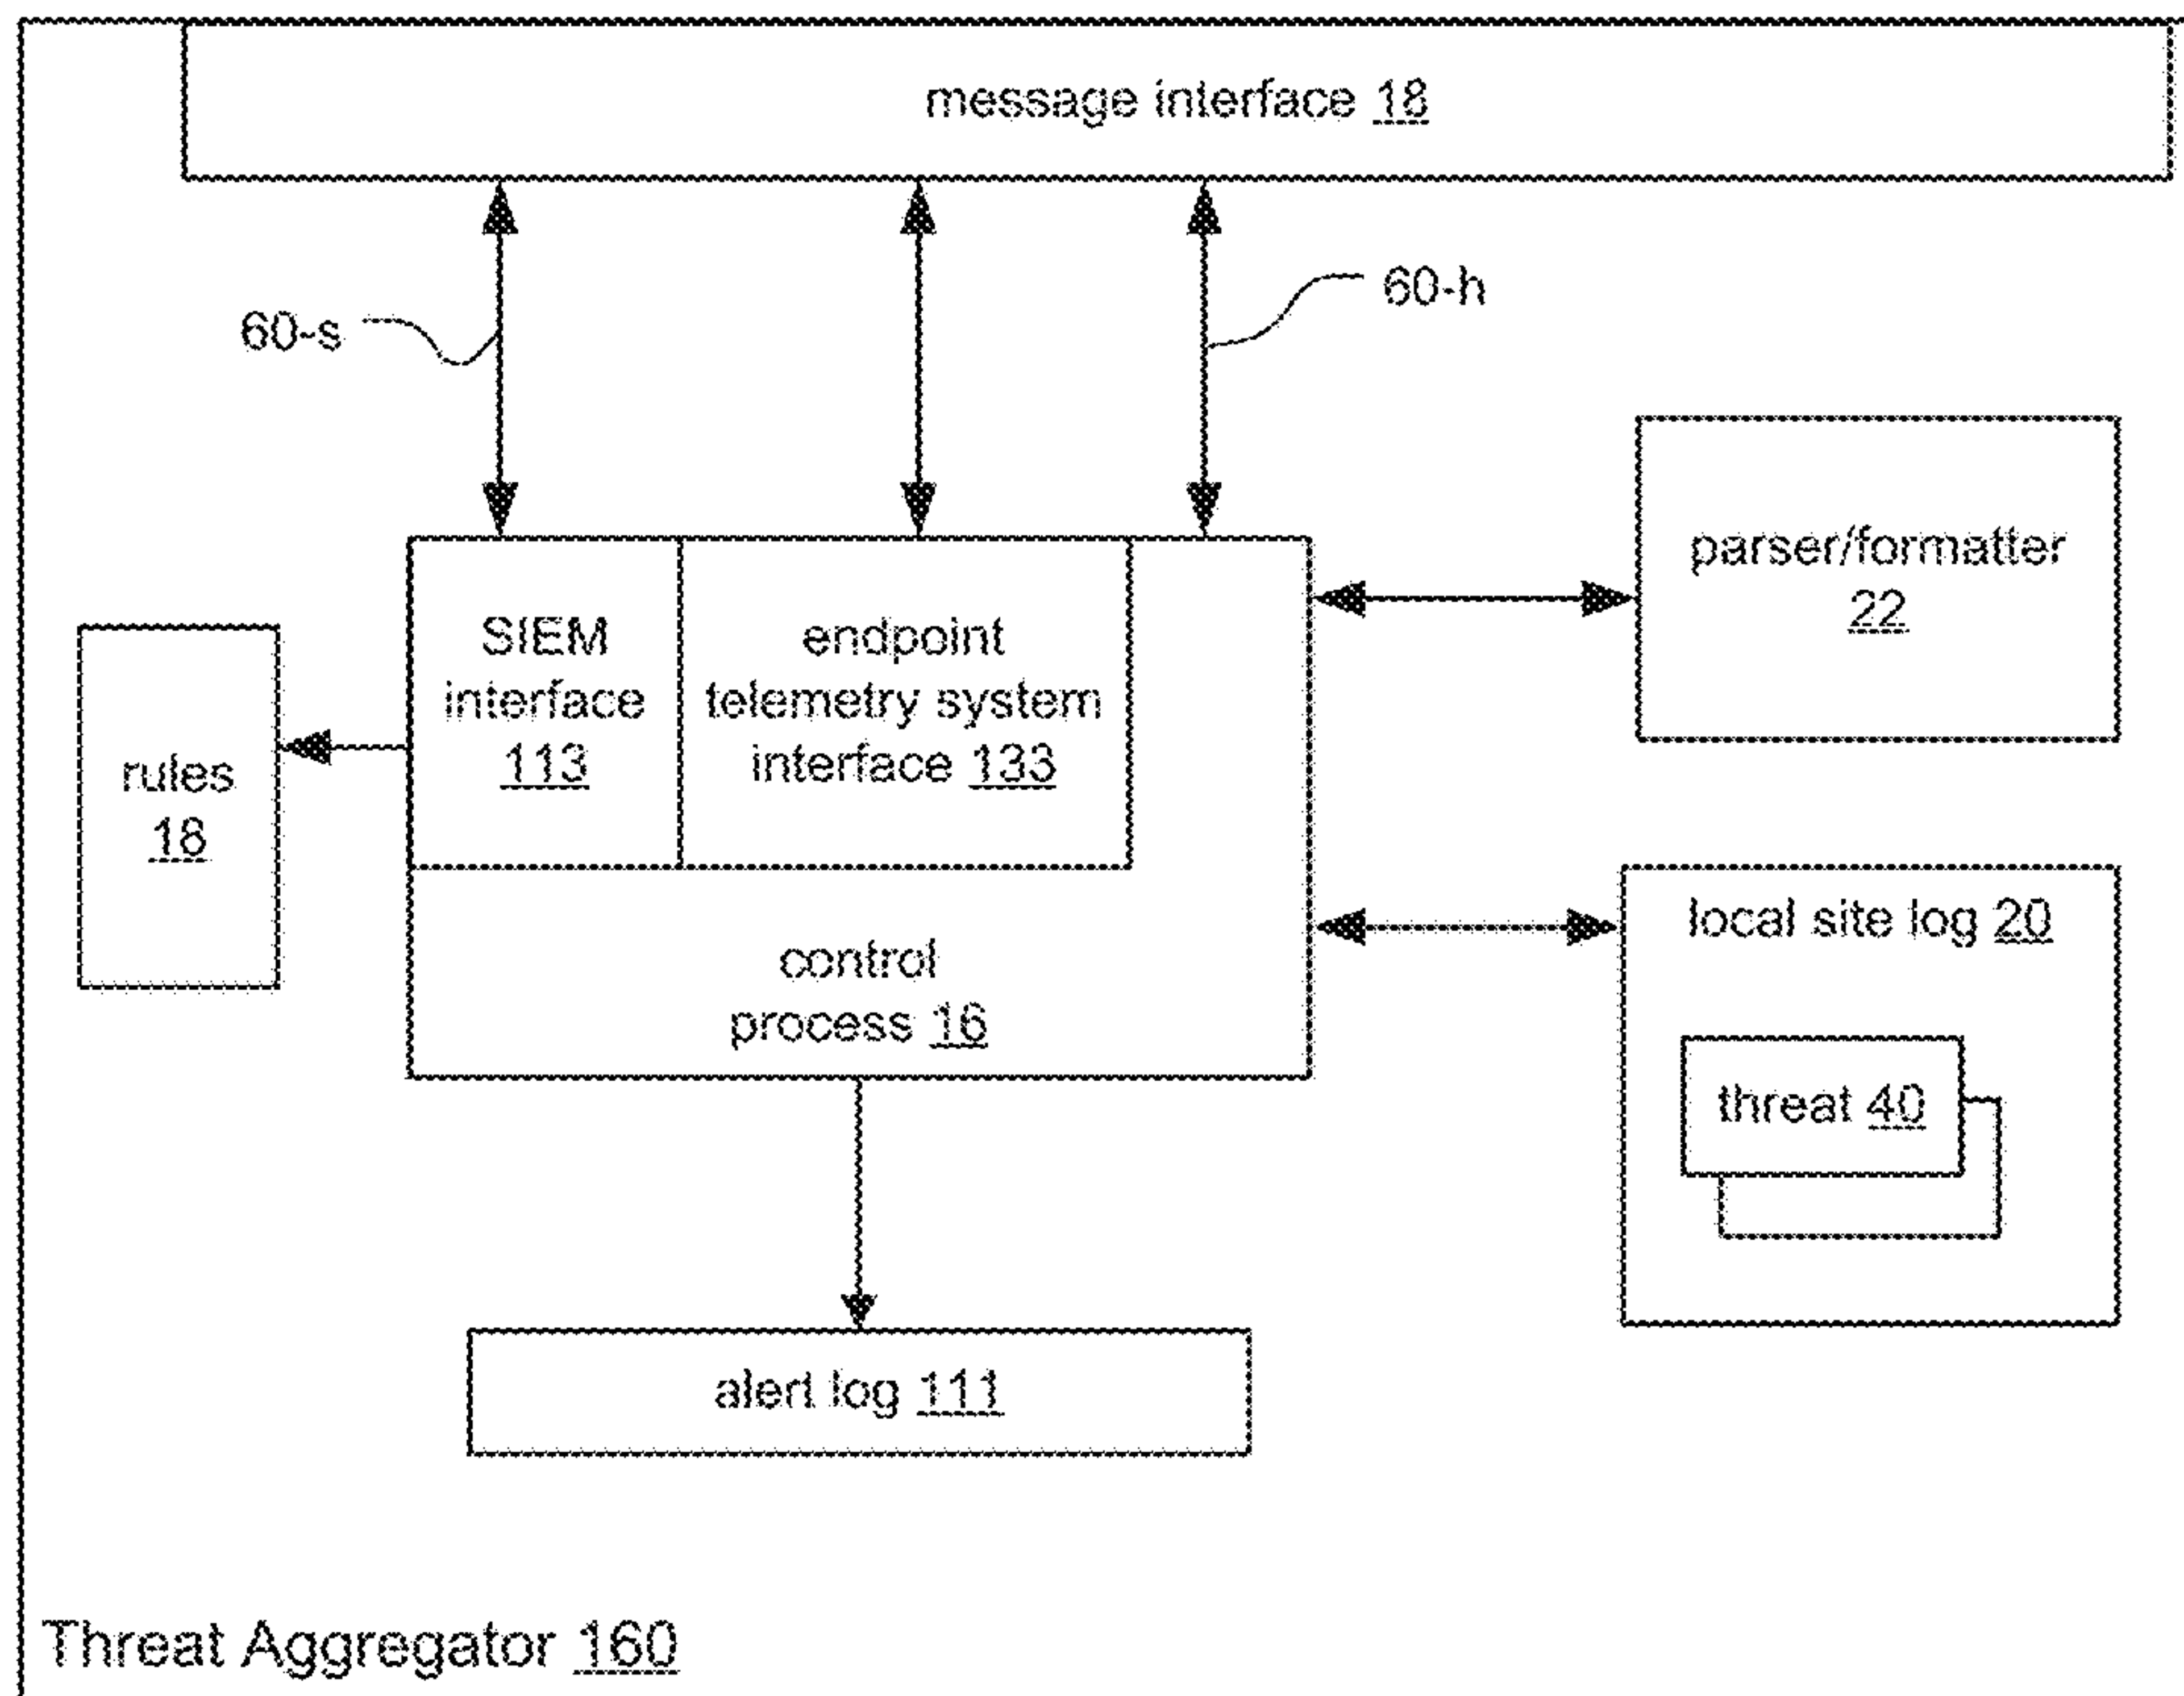 message interface 18
60-s
60-h
parser/formatter
22
SIEM
interface
113
endpoint
telemetry system
interface 133
rules
18
local site log 20
control
process 16
threat 40
alert log 111
Threat Aggregator 160